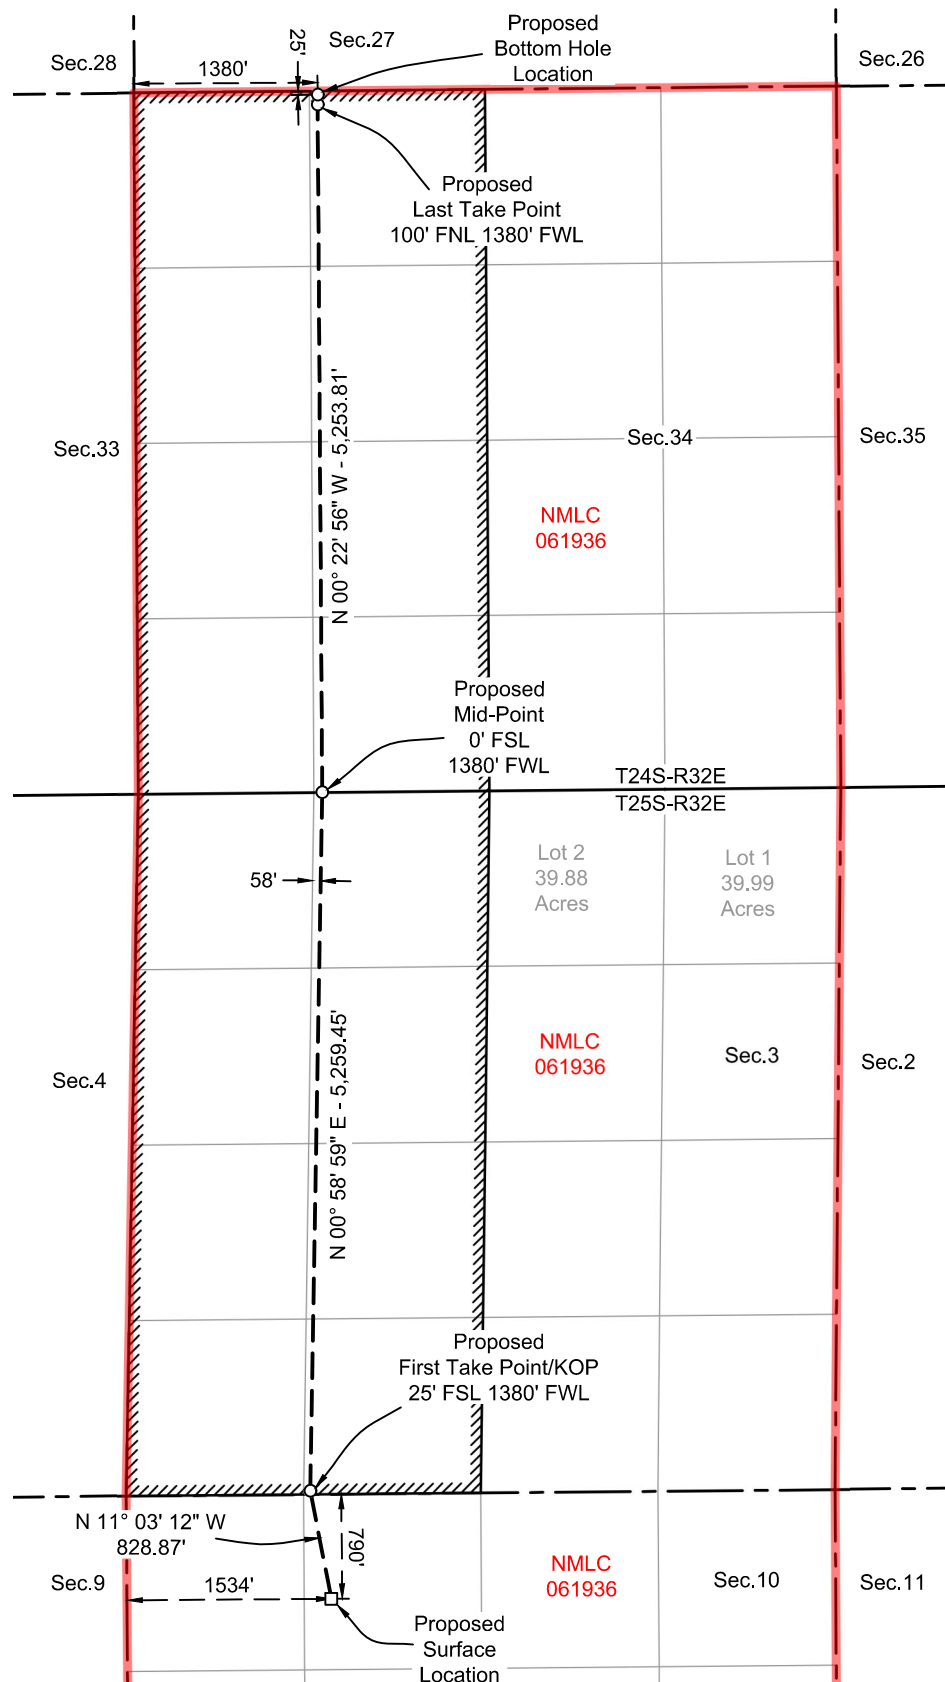 Proposed
Bottom Hole
Location
Sec.27
Sec.28
Sec.26
25'
1380'
Proposed
Last Take Point
100' FNL 1380' FWL
N 00° 22' 56" W - 5,253.81'
Sec.33
Sec.34
Sec.35
NMLC
061936
Proposed
Mid-Point
0' FSL
1380' FWL
T24S-R32E
T25S-R32E
58'
Lot 2
39.88
Acres
Lot 1
39.99
Acres
N 00° 58' 59" E - 5,259.45'
Sec.4
NMLC
061936
Sec.3
Sec.2
Proposed
First Take Point/KOP
25' FSL 1380' FWL
N 11° 03' 12" W
828.87'
790'
Sec.9
1534'
NMLC
061936
Sec.10
Sec.11
Proposed
Surface
Location